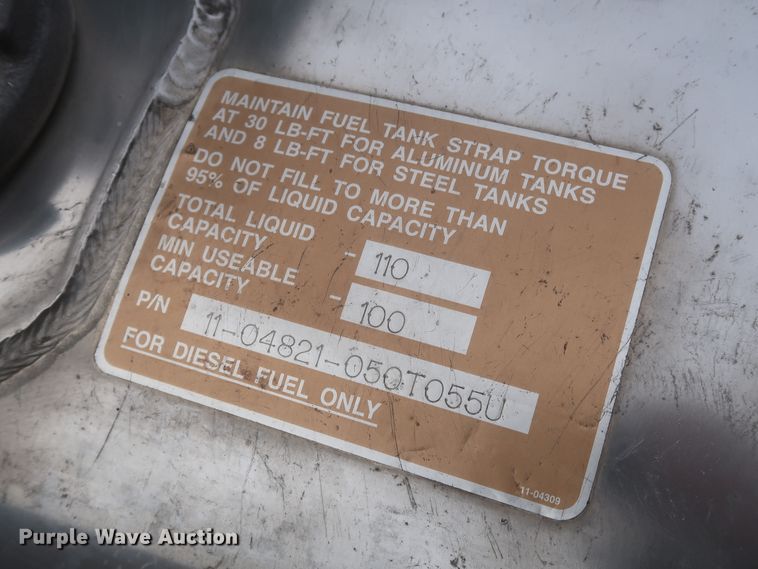 MAINTAIN FUEL TANK STRAP TORQUE
AT 30 LB-FT FOR ALUMINUM TANKS
AND 8 LB-FT FOR STEEL TANKS
DO NOT FILL TO MORE THAN
95% OF LIQUID CAPACITY
TOTAL LIQUID
CAPACITY - 110
MIN USEABLE
CAPACITY - 100
P/N 11-04821-050T055U
FOR DIESEL FUEL ONLY
11-04309
Purple Wave Auction